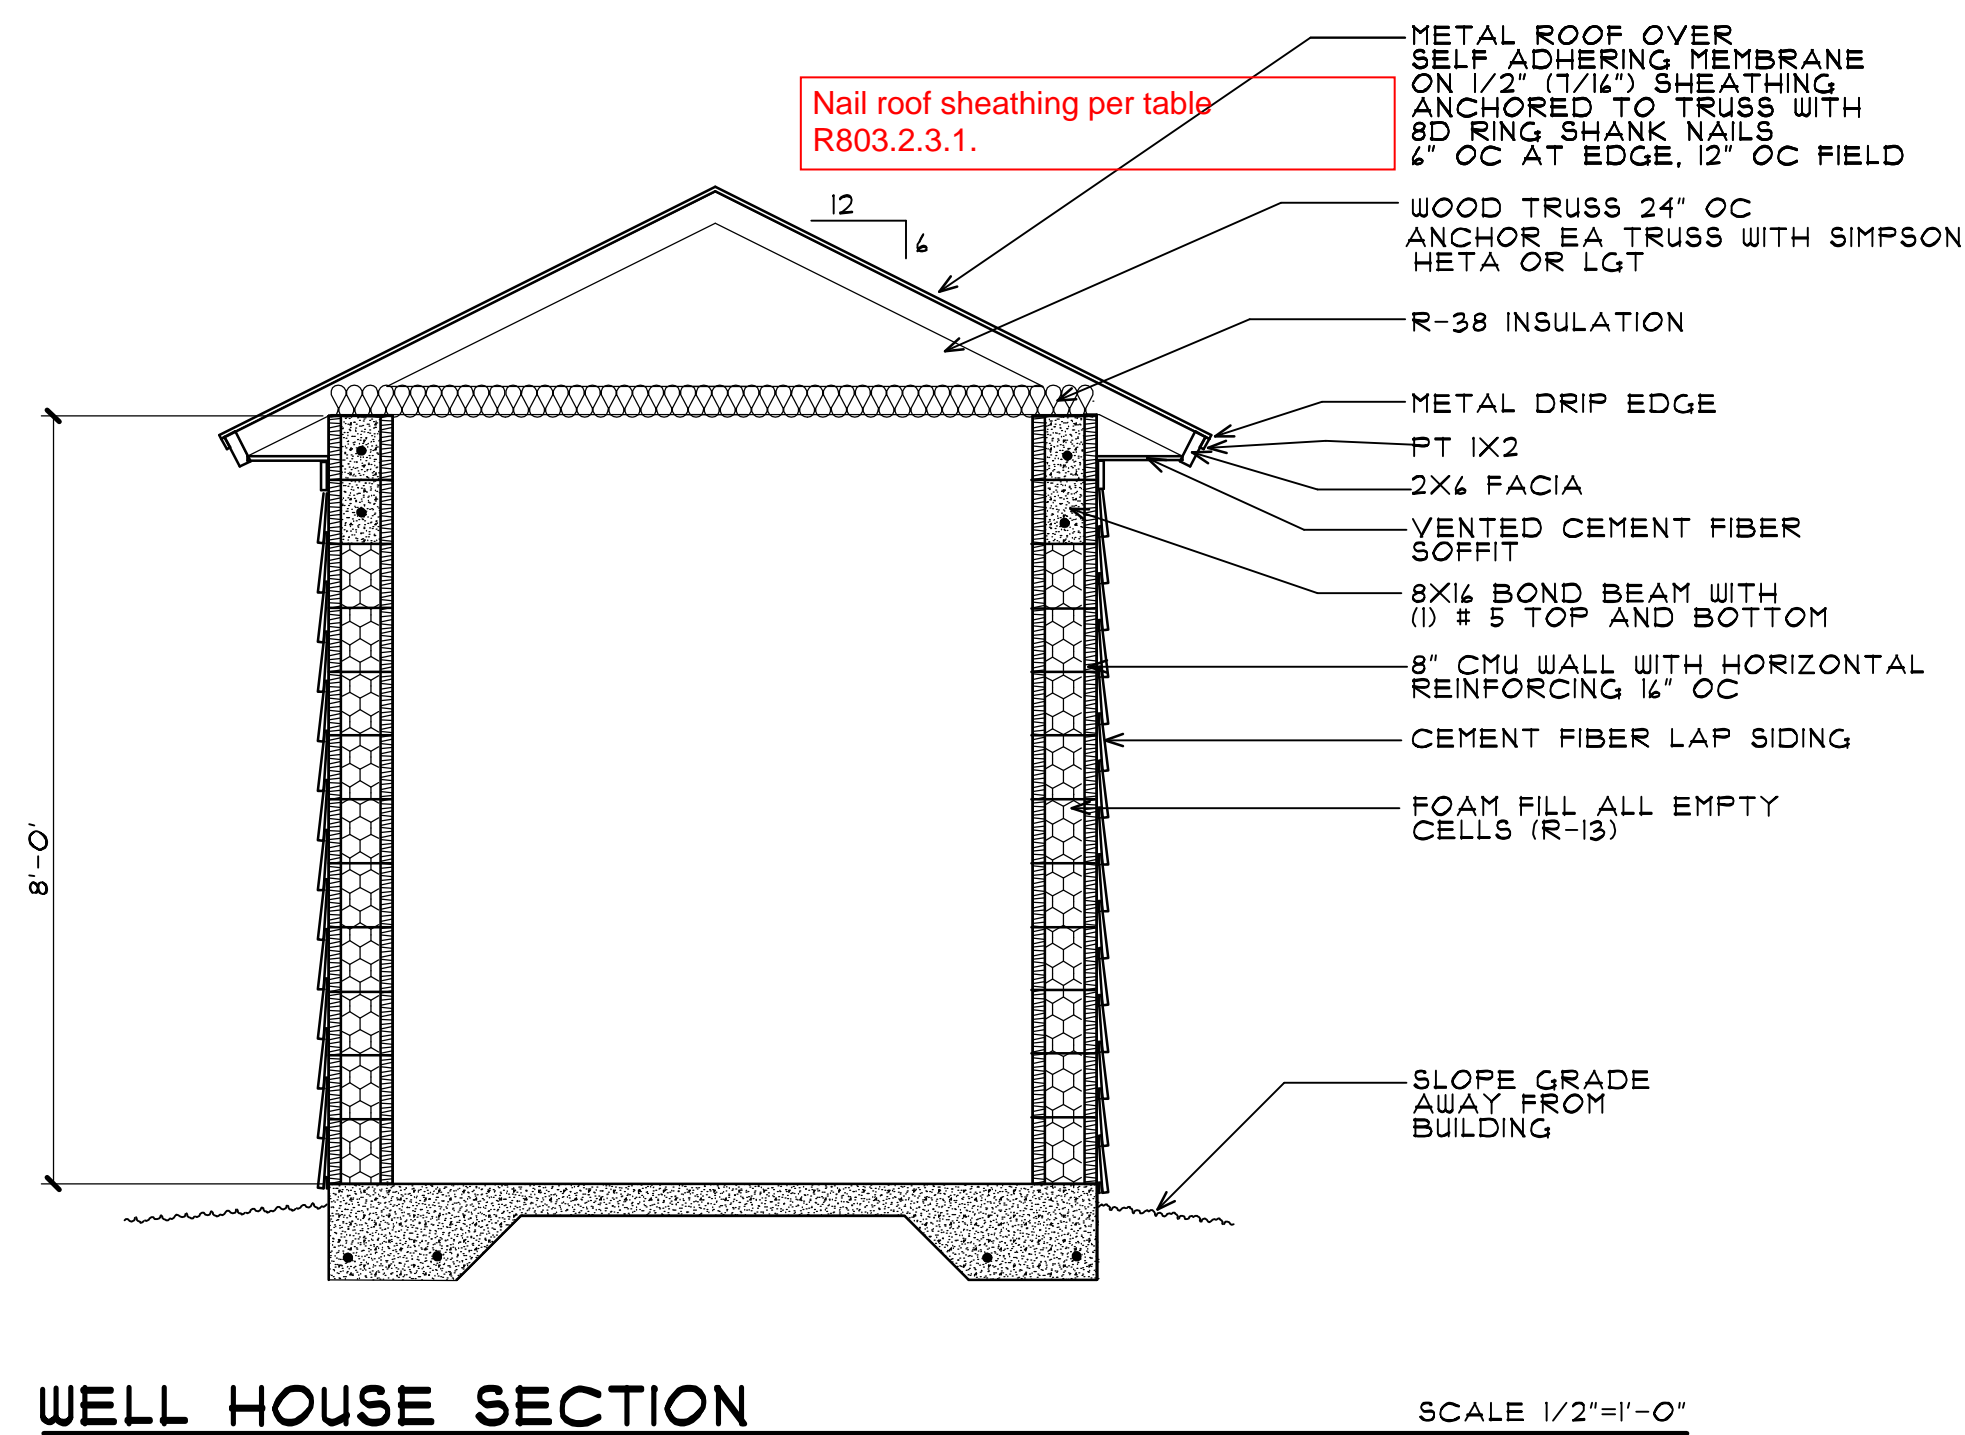 METAL ROOF OVER
SELF ADHERING MEMBRANE
ON 1/2" (7/16") SHEATHING
ANCHORED TO TRUSS WITH
8D RING SHANK NAILS
6" OC AT EDGE, 12" OC FIELD
Nail roof sheathing per table
R803.2.3.1.
12
6
WOOD TRUSS 24" OC
ANCHOR EA TRUSS WITH SIMPSON
HETA OR LGT
R-38 INSULATION
METAL DRIP EDGE
PT 1X2
2X6 FACIA
VENTED CEMENT FIBER
SOFFIT
8X16 BOND BEAM WITH
(1) # 5 TOP AND BOTTOM
8" CMU WALL WITH HORIZONTAL
REINFORCING 16" OC
CEMENT FIBER LAP SIDING
FOAM FILL ALL EMPTY
CELLS (R-13)
8'-0'
SLOPE GRADE
AWAY FROM
BUILDING
WELL HOUSE SECTION
SCALE 1/2"=1'-0"